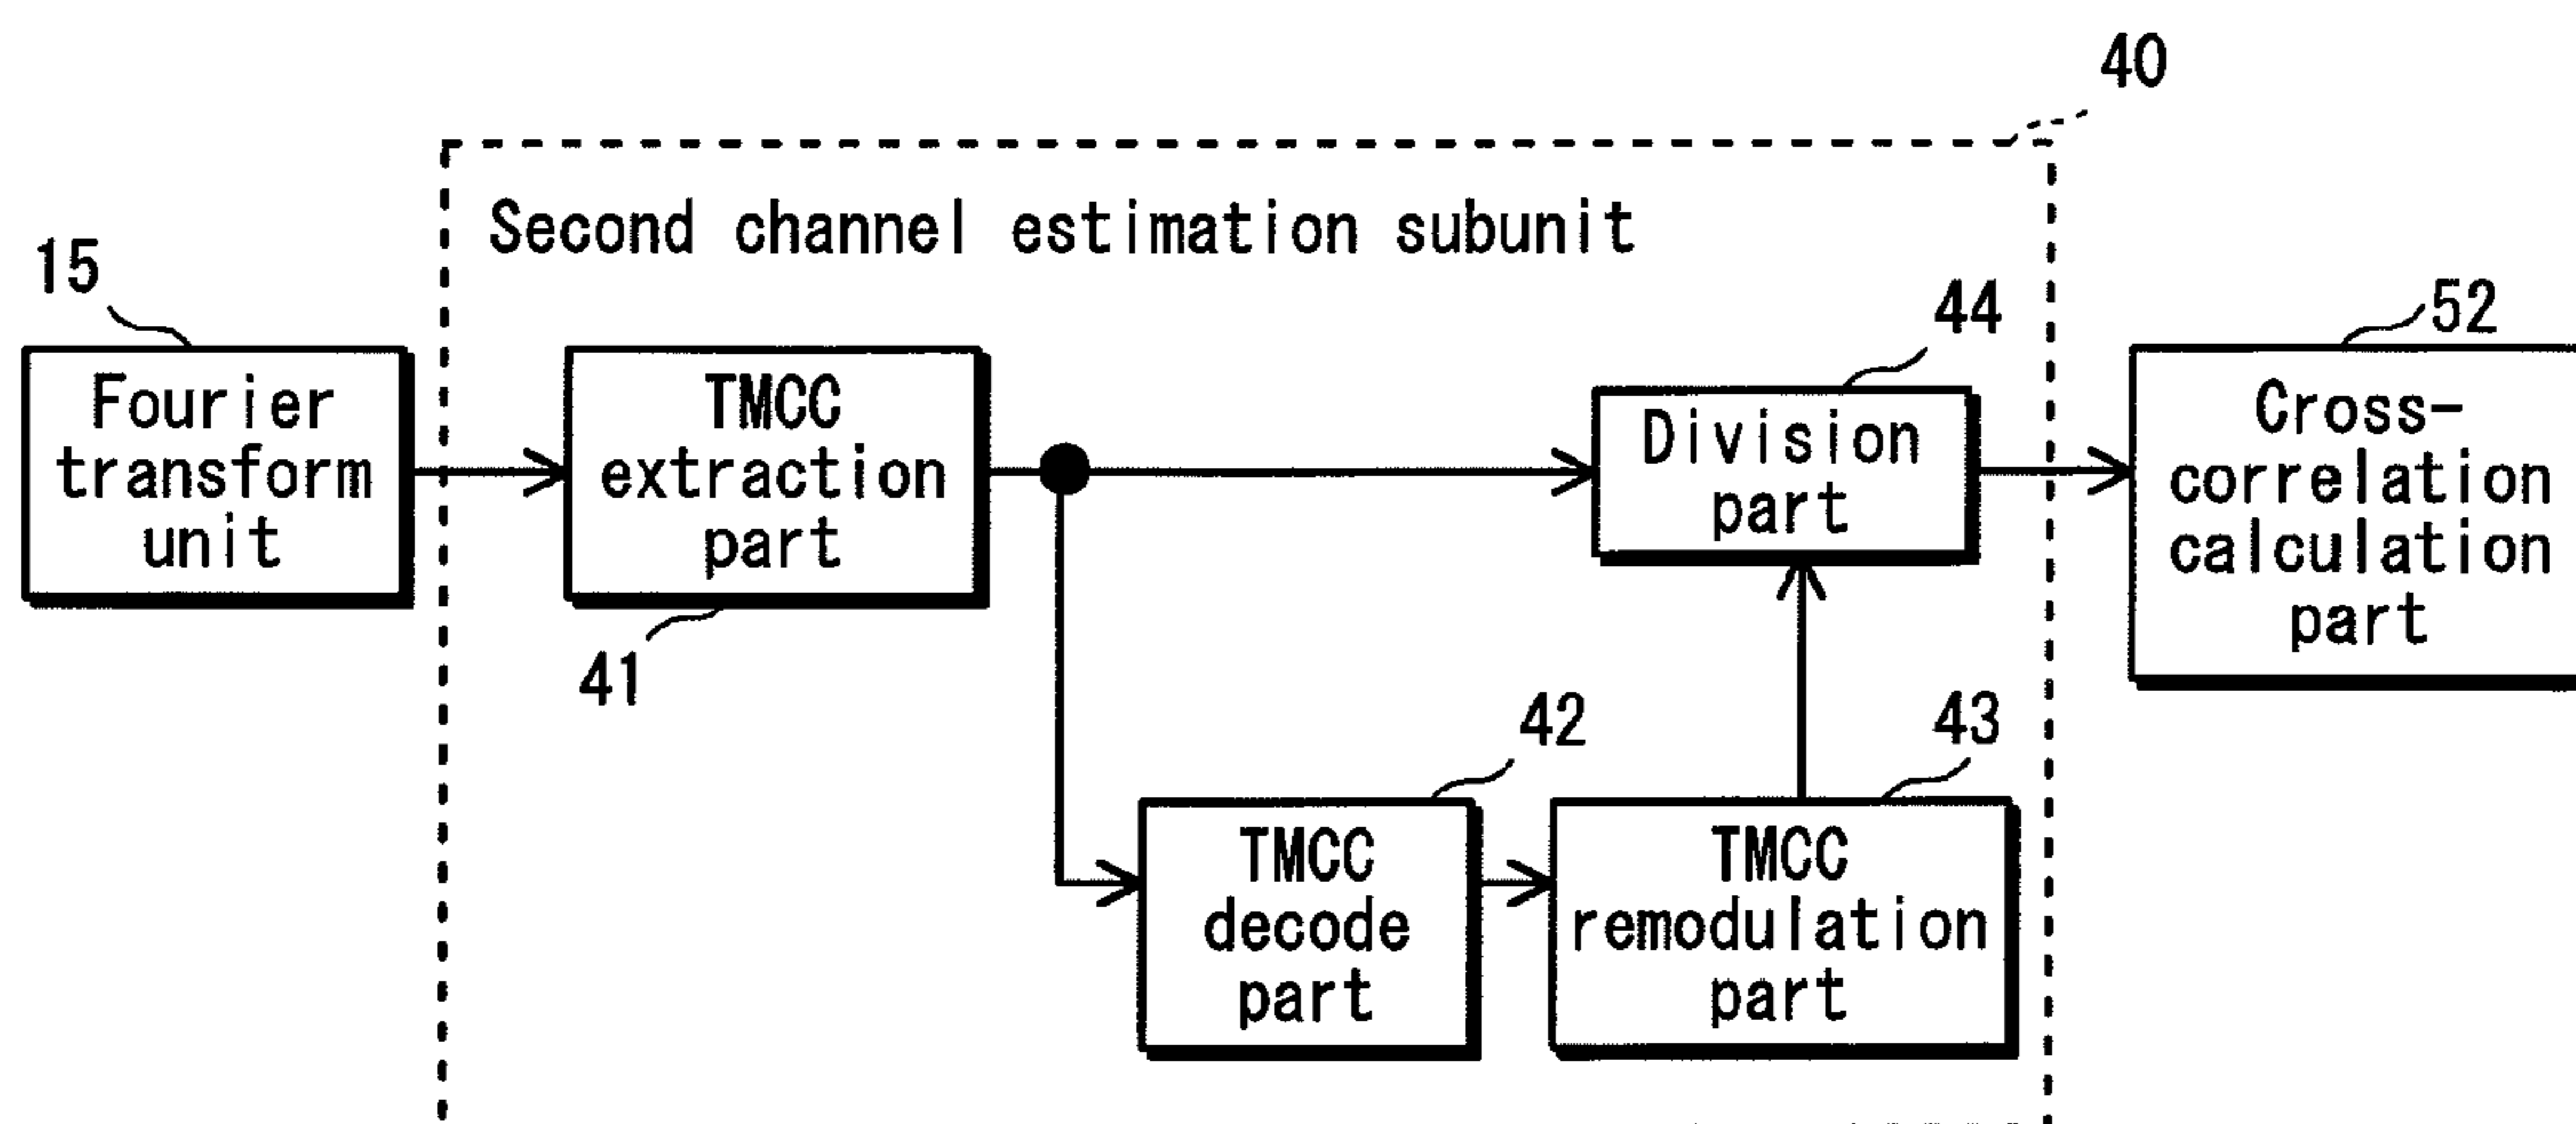 40
Second channel estimation subunit
15
44
52
Fourier
transform
unit
TMCC
extraction
part
Division
part
Cross-
correlation
calculation
part
41
42
43
TMCC
decode
part
TMCC
remodulation
part